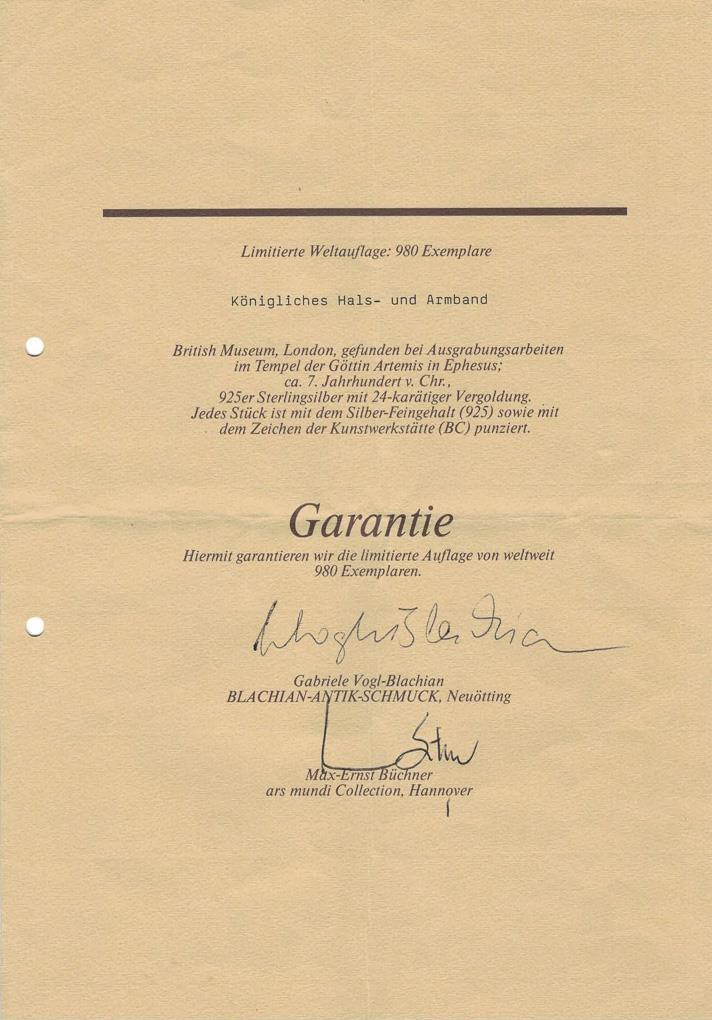 Limitierte Weltauflage: 980 Exemplare
Königliches Hals- und Armband
British Museum, London, gefunden bei Ausgrabungsarbeiten
im Tempel der Göttin Artemis in Ephesus;
ca. 7. Jahrhundert v. Chr.,
925er Sterlingsilber mit 24-karätiger Vergoldung.
Jedes Stück ist mit dem Silber-Feingehalt (925) sowie mit
dem Zeichen der Kunstwerkstätte (BC) punziert.
Garantie
Hiermit garantieren wir die limitierte Auflage von weltweit
980 Exemplaren.
Gabriele Vogl-Blachian
BLACHIAN-ANTIK-SCHMUCK, Neuötting
Max-Ernst Büchner
ars mundi Collection, Hannover